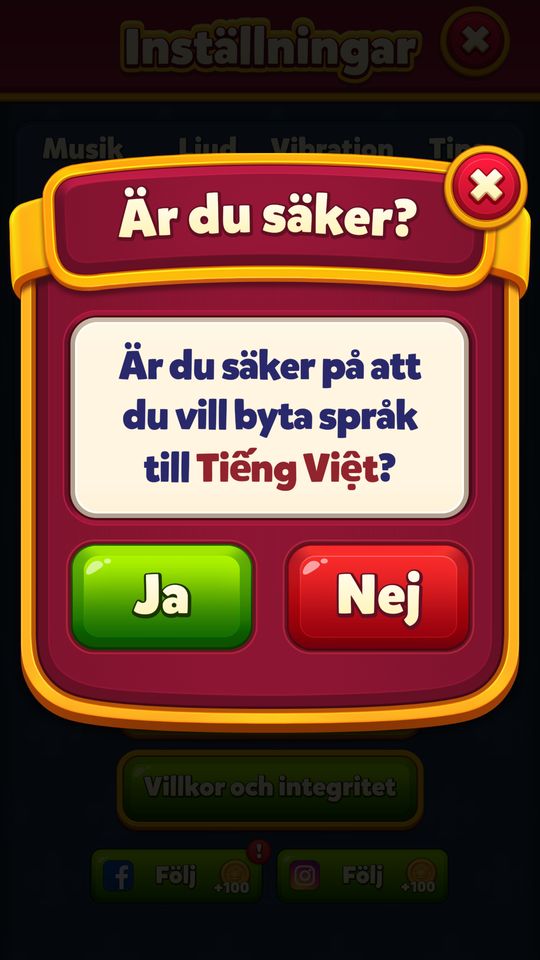 Inställningar
Musik Ljud Vibration
Är du säker?
Är du säker på att
du vill byta språk
till Tiếng Việt?
Ja Nej
Villkor och integritet
Följ +100 ! Följ +100